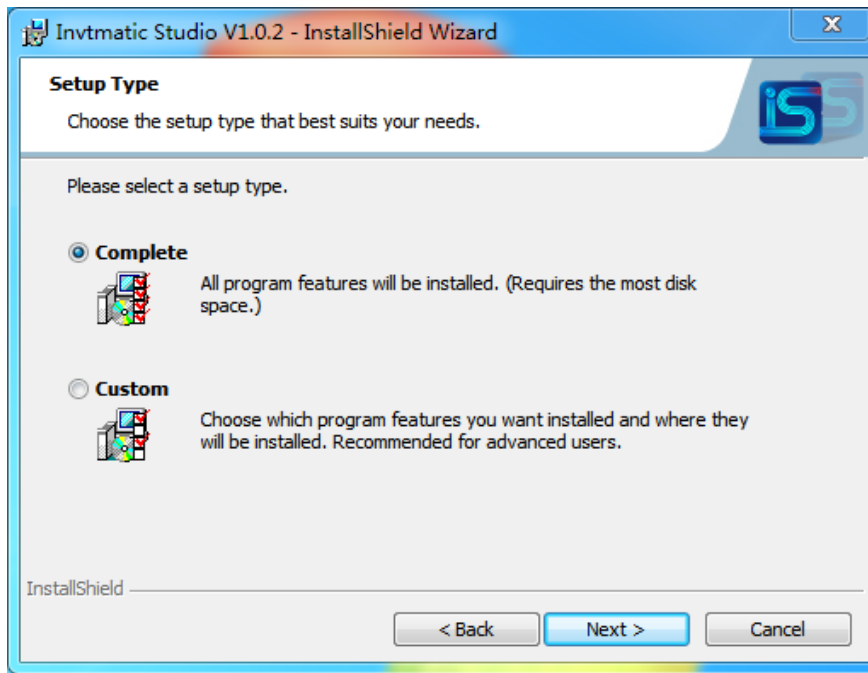 Invtmatic Studio V1.0.2 - InstallShield Wizard
Setup Type
Choose the setup type that best suits your needs.
iS
Please select a setup type.
Complete
All program features will be installed. (Requires the most disk
space.)
Custom
Choose which program features you want installed and where they
will be installed. Recommended for advanced users.
InstallShield
< Back
Next >
Cancel